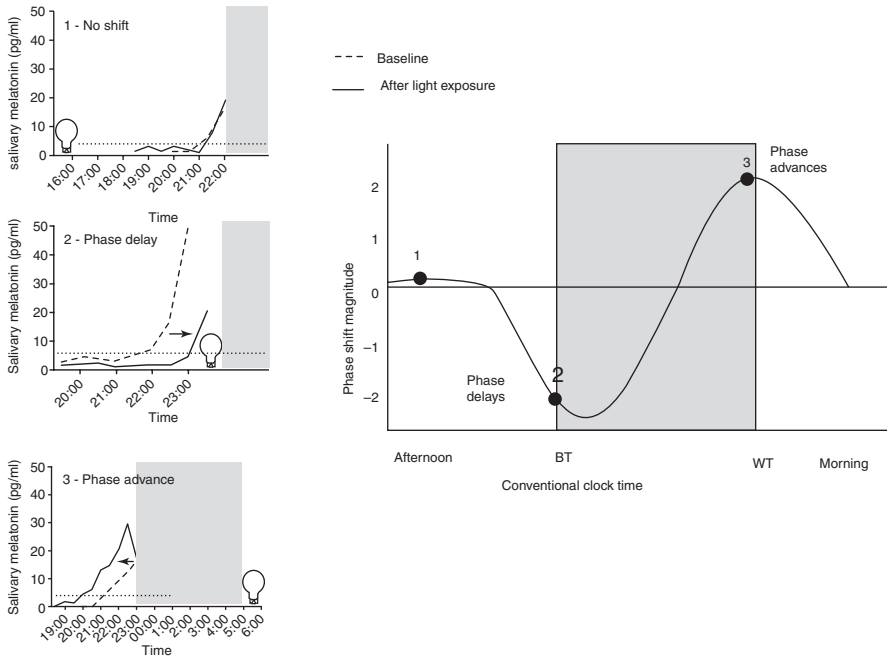 1 - No shift
salivary melatonin (pg/ml)
50
40
30
20
10
0
16:00 17:00 18:00 19:00 20:00 21:00 22:00
Time
2 - Phase delay
Salivary melatonin (pg/ml)
50
40
30
20
10
0
20:00 21:00 22:00 23:00
Time
3 - Phase advance
Salivary melatonin (pg/ml)
50
40
30
20
10
0
19:00 20:00 21:00 22:00 23:00 00:00 1:00 2:00 3:00 4:00 5:00 6:00
Time
Baseline
After light exposure
Phase shift magnitude
2
1
0
–1
–2
1
2
3
Phase
advances
Phase
delays
Afternoon BT WT Morning
Conventional clock time